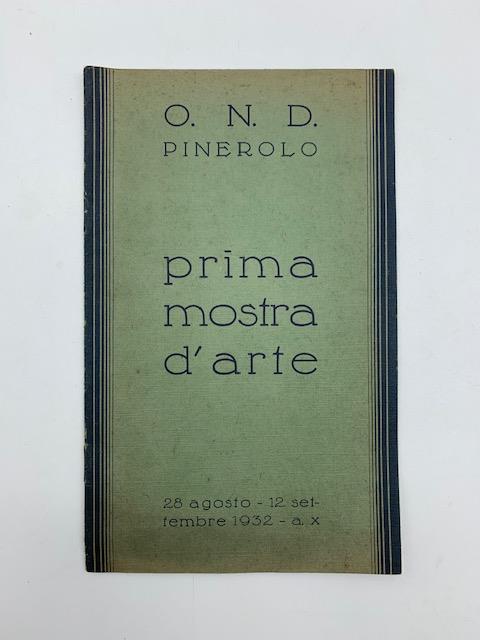 O. N. D.
PINEROLO
prima
mostra
d'arte
28 agosto - 12 set-
tembre 1932 - a. x